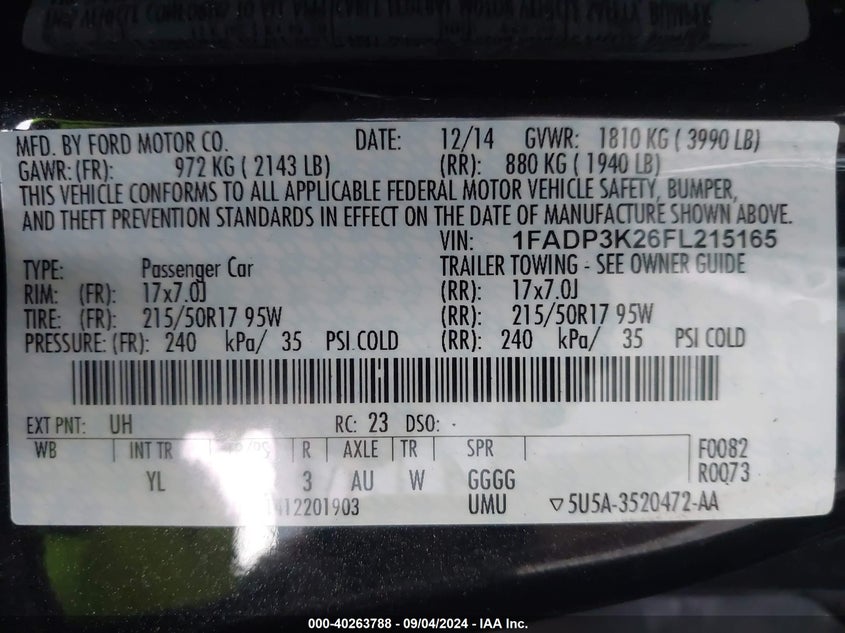 MFD. BY FORD MOTOR CO. DATE: 12/14 GVWR: 1810 KG ( 3990 LB)
GAWR: (FR): 972 KG ( 2143 LB) (RR): 880 KG ( 1940 LB)
THIS VEHICLE CONFORMS TO ALL APPLICABLE FEDERAL MOTOR VEHICLE SAFETY, BUMPER,
AND THEFT PREVENTION STANDARDS IN EFFECT ON THE DATE OF MANUFACTURE SHOWN ABOVE.
VIN: 1FADP3K26FL215165
TYPE: Passenger Car TRAILER TOWING - SEE OWNER GUIDE
RIM: (FR): 17x7.0J (RR): 17x7.0J
TIRE: (FR): 215/50R17 95W (RR): 215/50R17 95W
PRESSURE: (FR): 240 kPa/ 35 PSI COLD (RR): 240 kPa/ 35 PSI COLD
EXT PNT: UH RC: 23 DSO:
WB INT TR R AXLE TR SPR F0082
YL 3 AU W GGGG R0073
1412201903 UMU ▽5U5A-3520472-AA
000-40263788 - 09/04/2024 - IAA Inc.